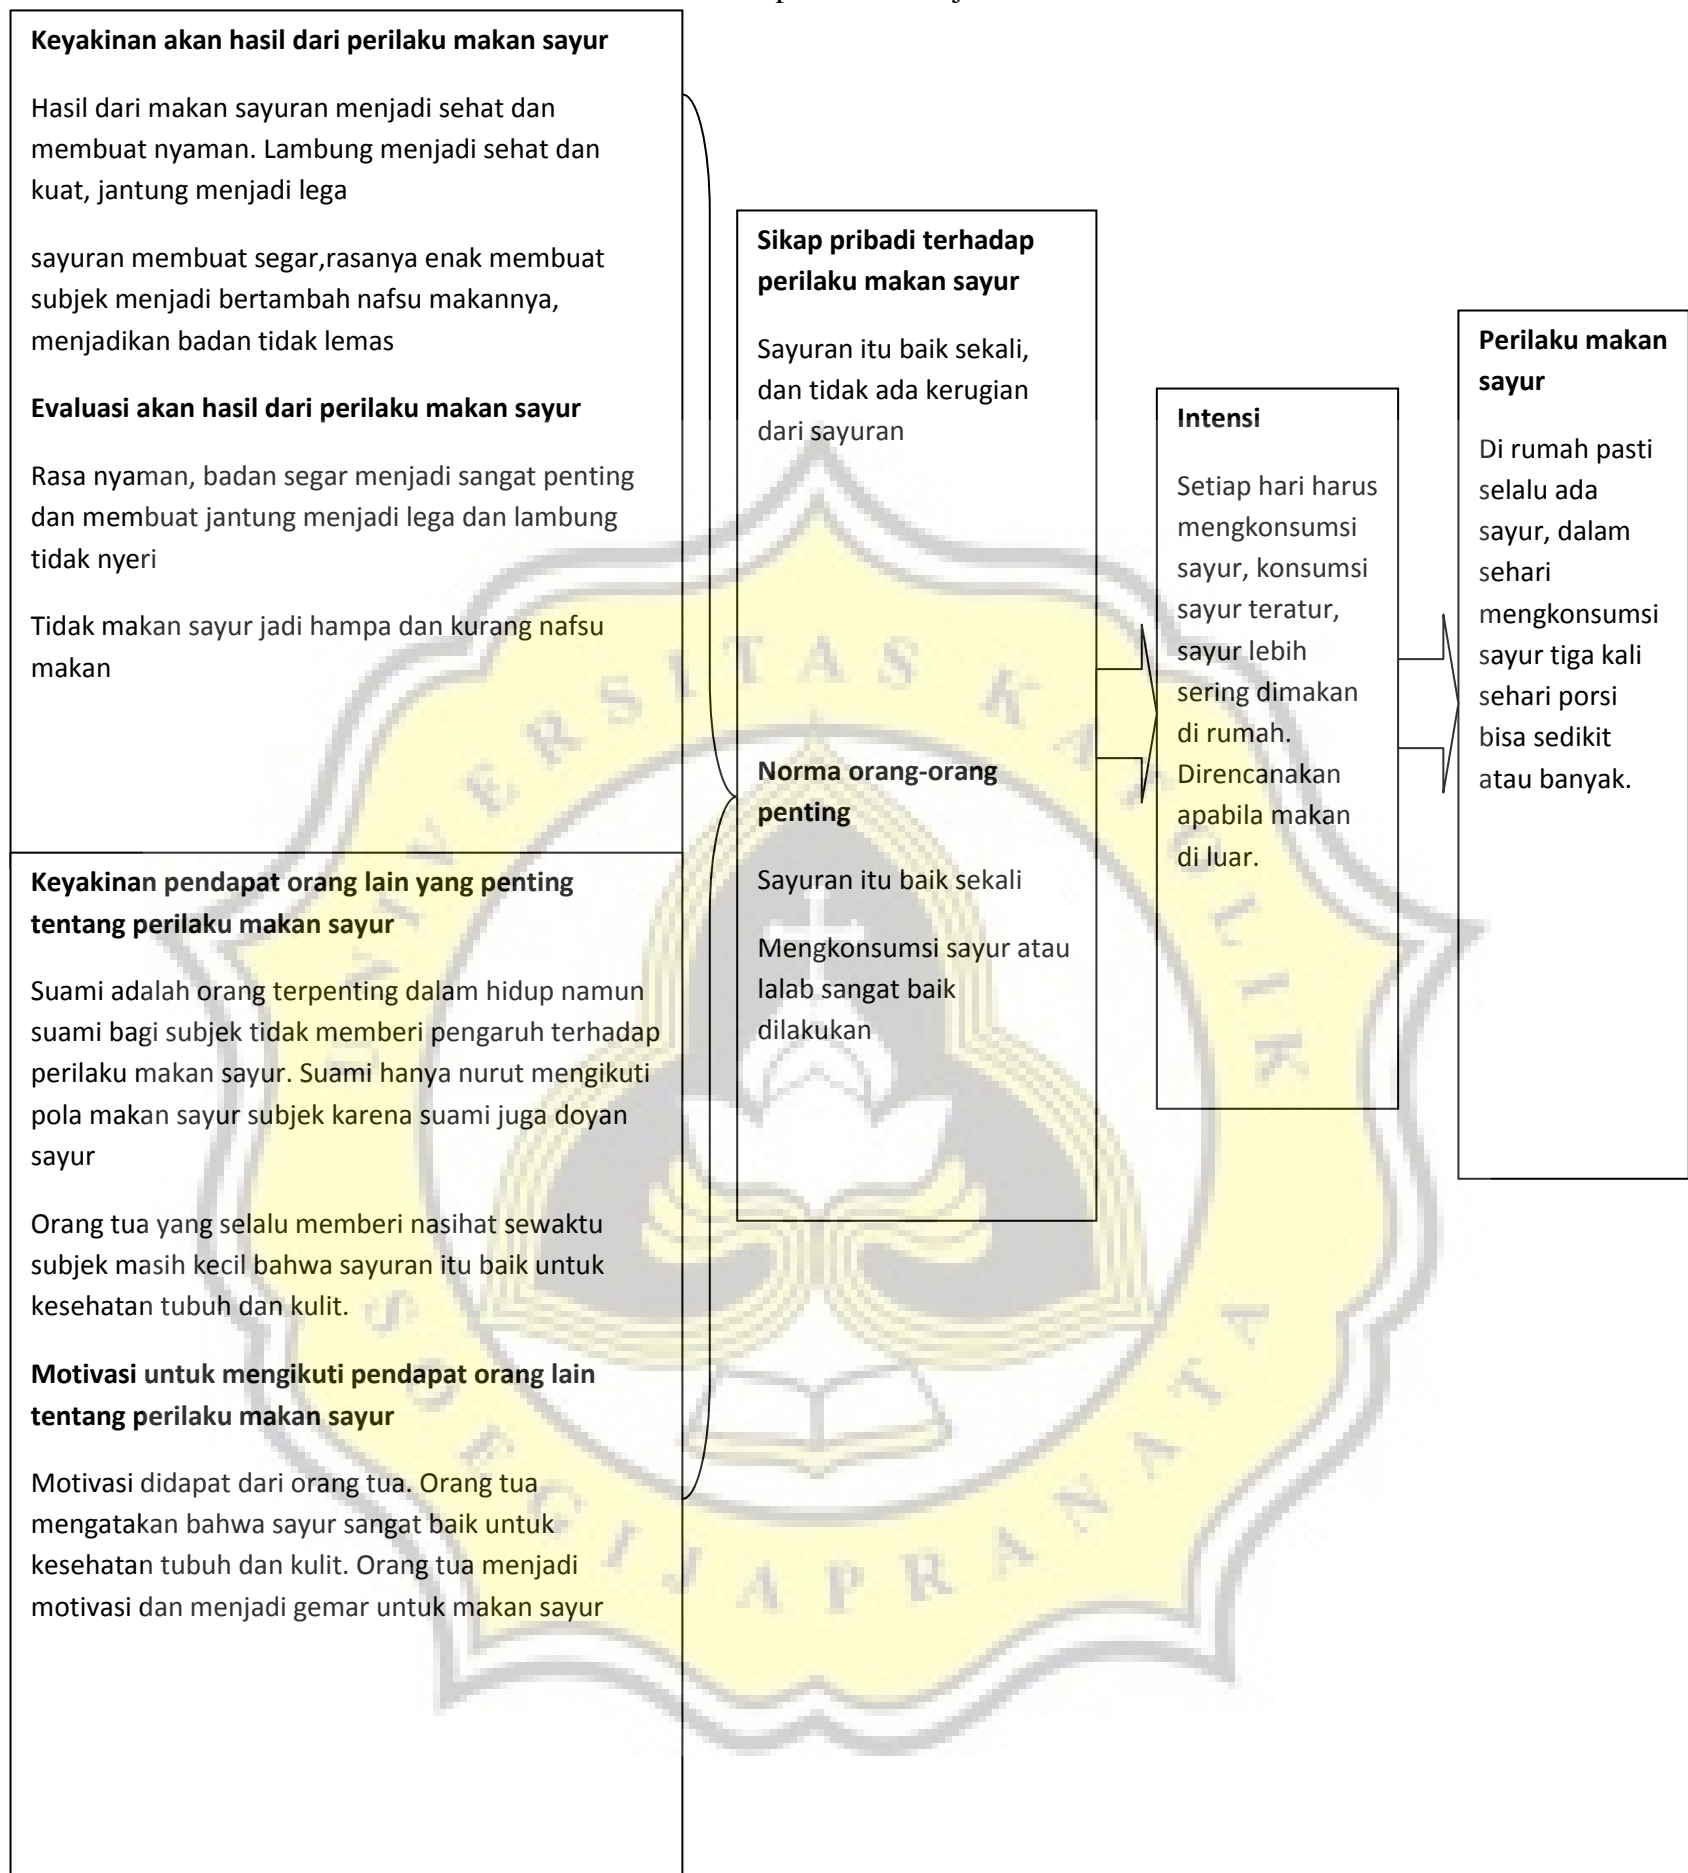 Keyakinan akan hasil dari perilaku makan sayur
Hasil dari makan sayuran menjadi sehat dan
membuat nyaman. Lambung menjadi sehat dan
kuat, jantung menjadi lega
sayuran membuat segar,rasanya enak membuat
subjek menjadi bertambah nafsu makannya,
menjadikan badan tidak lemas
Evaluasi akan hasil dari perilaku makan sayur
Rasa nyaman, badan segar menjadi sangat penting
dan membuat jantung menjadi lega dan lambung
tidak nyeri
Tidak makan sayur jadi hampa dan kurang nafsu
makan
Keyakinan pendapat orang lain yang penting
tentang perilaku makan sayur
Suami adalah orang terpenting dalam hidup namun
suami bagi subjek tidak memberi pengaruh terhadap
perilaku makan sayur. Suami hanya nurut mengikuti
pola makan sayur subjek karena suami juga doyan
sayur
Orang tua yang selalu memberi nasihat sewaktu
subjek masih kecil bahwa sayuran itu baik untuk
kesehatan tubuh dan kulit.
Motivasi untuk mengikuti pendapat orang lain
tentang perilaku makan sayur
Motivasi didapat dari orang tua. Orang tua
mengatakan bahwa sayur sangat baik untuk
kesehatan tubuh dan kulit. Orang tua menjadi
motivasi dan menjadi gemar untuk makan sayur
Sikap pribadi terhadap
perilaku makan sayur
Sayuran itu baik sekali,
dan tidak ada kerugian
dari sayuran
Norma orang-orang
penting
Sayuran itu baik sekali
Mengkonsumsi sayur atau
lalab sangat baik
dilakukan
Intensi
Setiap hari harus
mengkonsumsi
sayur, konsumsi
sayur teratur,
sayur lebih
sering dimakan
di rumah.
Direncanakan
apabila makan
di luar.
Perilaku makan
sayur
Di rumah pasti
selalu ada
sayur, dalam
sehari
mengkonsumsi
sayur tiga kali
sehari porsi
bisa sedikit
atau banyak.
UNIVERSITAS KATOLIK
SOEGIJAPRANATA